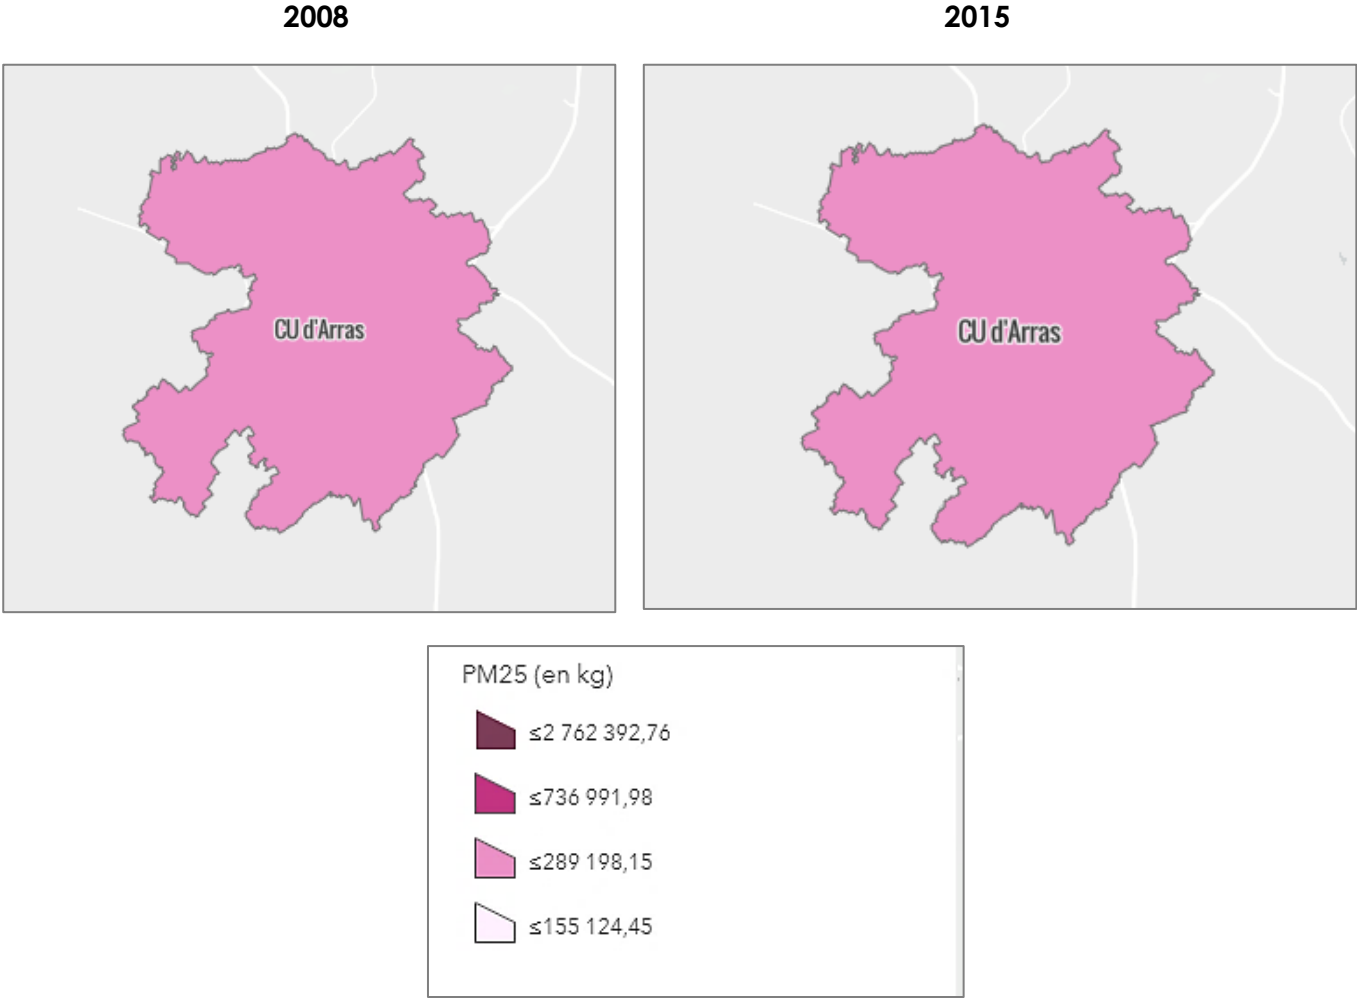 2008
2015
CU d'Arras
CU d'Arras
PM25 (en kg)
≤2 762 392,76
≤736 991,98
≤289 198,15
≤155 124,45